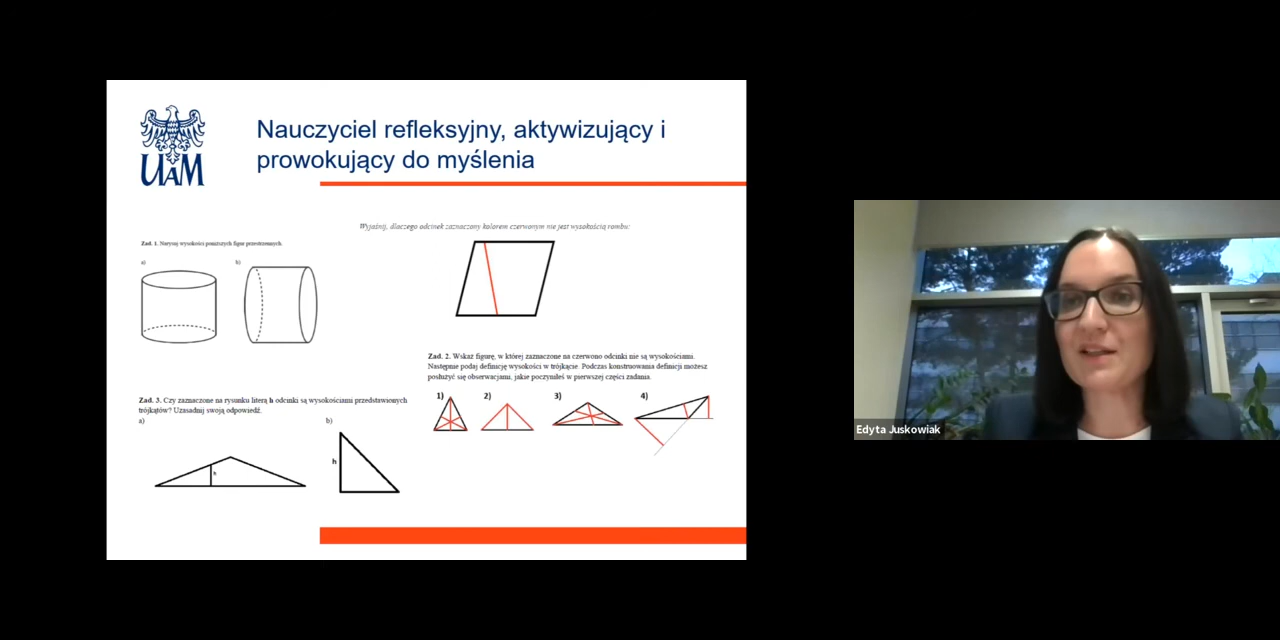 Nauczyciel refleksyjny, aktywizujący i
prowokujący do myślenia
UAM
Wyjaśnij, dlaczego odcinek zaznaczony kolorem czerwonym nie jest wysokością rombu:
Zad. 1. Narysuj wysokości poniższych figur przestrzennych.
a)
b)
Zad. 2. Wskaż figurę, w której zaznaczone na czerwono odcinki nie są wysokościami.
Następnie podaj definicję wysokości w trójkącie. Podczas konstruowania definicji możesz
posłużyć się obserwacjami, jakie poczyniłeś w pierwszej części zadania.
1)
2)
3)
4)
Zad. 3. Czy zaznaczone na rysunku literą h odcinki są wysokościami przedstawionych
trójkątów? Uzasadnij swoją odpowiedź.
a)
b)
h
h
Edyta Juskowiak